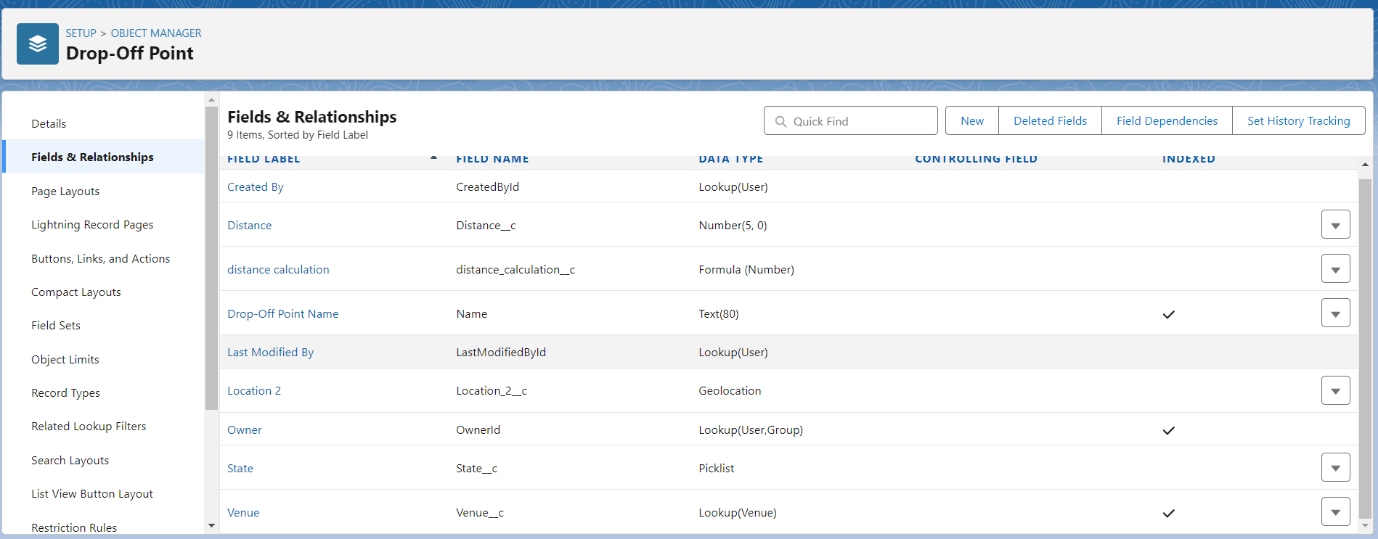 SETUP > OBJECT MANAGER
Drop-Off Point
Details
Fields & Relationships
Page Layouts
Lightning Record Pages
Buttons, Links, and Actions
Compact Layouts
Field Sets
Object Limits
Record Types
Related Lookup Filters
Search Layouts
List View Button Layout
Restriction Rules
Fields & Relationships
9 Items, Sorted by Field Label
Quick Find
New
Deleted Fields
Field Dependencies
Set History Tracking
FIELD LABEL FIELD NAME DATA TYPE CONTROLLING FIELD INDEXED
Created By CreatedById Lookup(User)
Distance Distance__c Number(5, 0)
distance calculation distance_calculation__c Formula (Number)
Drop-Off Point Name Name Text(80)
Last Modified By LastModifiedById Lookup(User)
Location 2 Location_2__c Geolocation
Owner OwnerId Lookup(User,Group)
State State__c Picklist
Venue Venue__c Lookup(Venue)